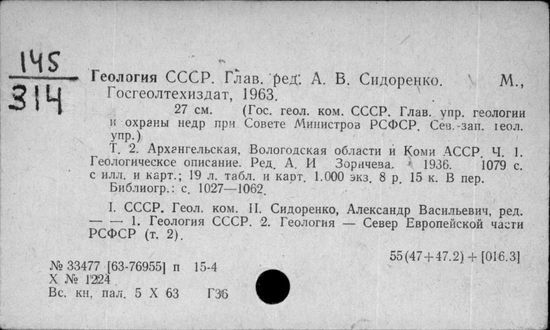 145
314
Геология СССР. Глав. ред. А. В. Сидоренко. М.,
Госгеолтехиздат, 1963.
27 см. (Гос. геол. ком. СССР. Глав. упр. геологии
и охраны недр при Совете Министров РСФСР. Сев.-зап. геол.
упр.)
Т. 2. Архангельская, Вологодская области и Коми АССР. Ч. 1.
Геологическое описание. Ред. А. И Зоричева. 1936. 1079 с.
с илл. и карт.; 19 л. табл. и карт. 1.000 экз. 8 р. 15 к. В пер.
Библиогр.: с. 1027—1062.
I. СССР. Геол. ком. II. Сидоренко, Александр Васильевич, ред.
— — 1. Геология СССР. 2. Геология — Север Европейской части
РСФСР (т. 2).
55(47+47.2)+[016.3]
№ 33477 [63-76955] п 15-4
Х № 1224
Вс. кн. пал. 5 X 63 Г36